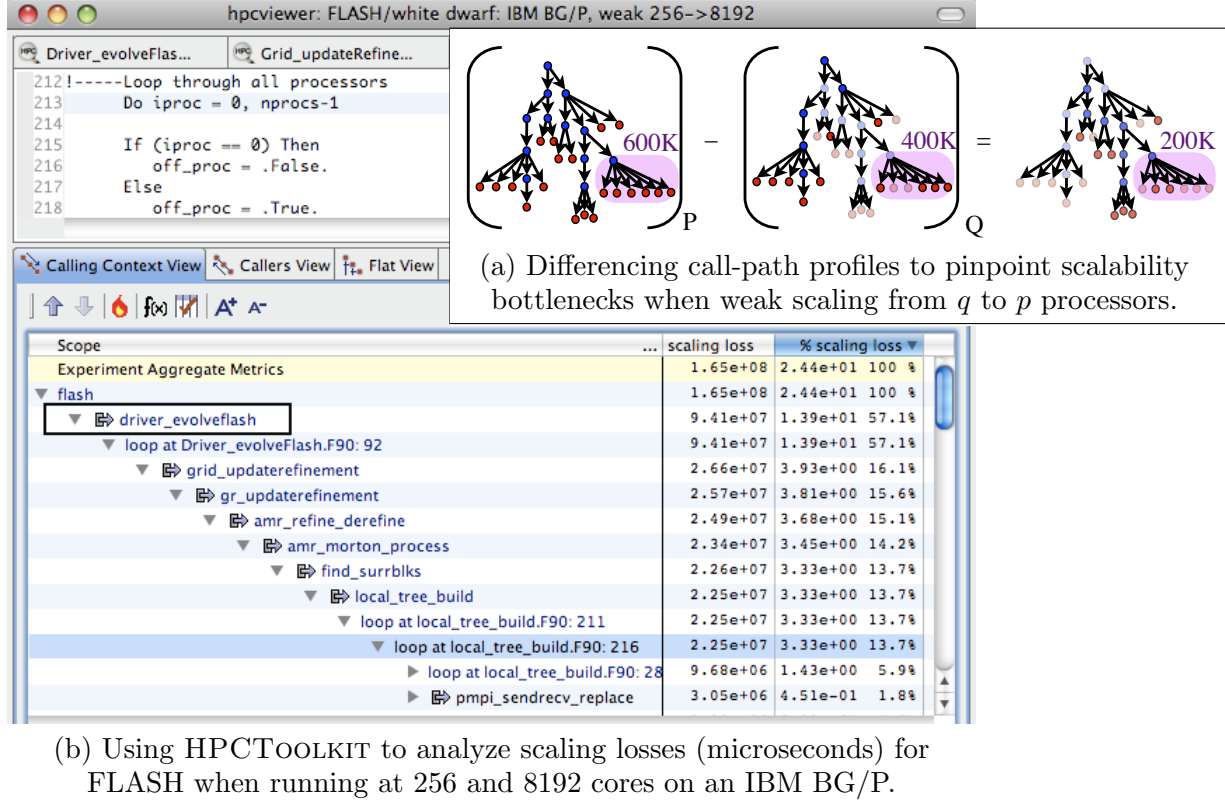 hpcviewer: FLASH/white dwarf: IBM BG/P, weak 256->8192
Driver_evolveFlas... Grid_updateRefine...
212 !-----Loop through all processors
213 Do iproc = 0, nprocs-1
214
215 If (iproc == 0) Then
216 off_proc = .False.
217 Else
218 off_proc = .True.
600K P − 400K Q = 200K
(a) Differencing call-path profiles to pinpoint scalability
bottlenecks when weak scaling from q to p processors.
Calling Context View Callers View Flat View
f(x) A+ A-
Scope ... scaling loss % scaling loss
Experiment Aggregate Metrics 1.65e+08 2.44e+01 100 %
flash 1.65e+08 2.44e+01 100 %
driver_evolveflash 9.41e+07 1.39e+01 57.1%
loop at Driver_evolveFlash.F90: 92 9.41e+07 1.39e+01 57.1%
grid_updaterefinement 2.66e+07 3.93e+00 16.1%
gr_updaterefinement 2.57e+07 3.81e+00 15.6%
amr_refine_derefine 2.49e+07 3.68e+00 15.1%
amr_morton_process 2.34e+07 3.45e+00 14.2%
find_surrblks 2.26e+07 3.33e+00 13.7%
local_tree_build 2.25e+07 3.33e+00 13.7%
loop at local_tree_build.F90: 211 2.25e+07 3.33e+00 13.7%
loop at local_tree_build.F90: 216 2.25e+07 3.33e+00 13.7%
loop at local_tree_build.F90: 28 9.68e+06 1.43e+00 5.9%
pmpi_sendrecv_replace 3.05e+06 4.51e-01 1.8%
(b) Using HPCTOOLKIT to analyze scaling losses (microseconds) for
FLASH when running at 256 and 8192 cores on an IBM BG/P.